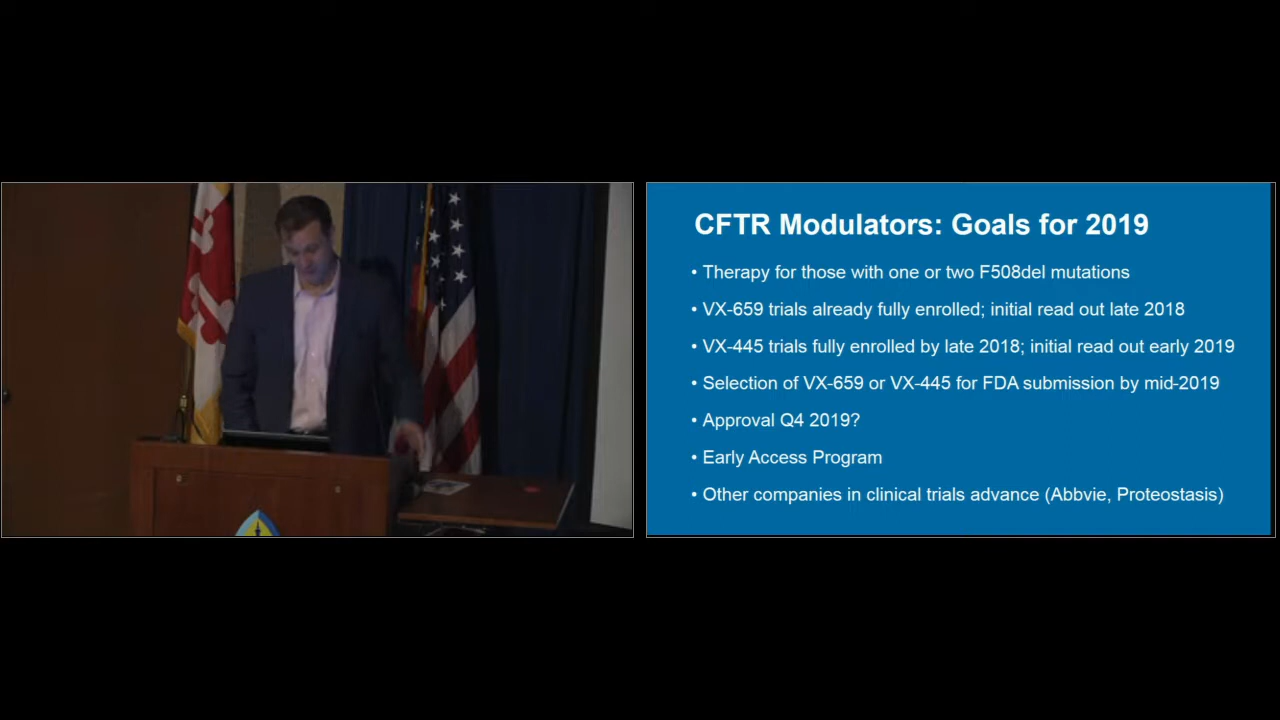 CFTR Modulators: Goals for 2019
• Therapy for those with one or two F508del mutations
• VX-659 trials already fully enrolled; initial read out late 2018
• VX-445 trials fully enrolled by late 2018; initial read out early 2019
• Selection of VX-659 or VX-445 for FDA submission by mid-2019
• Approval Q4 2019?
• Early Access Program
• Other companies in clinical trials advance (Abbvie, Proteostasis)